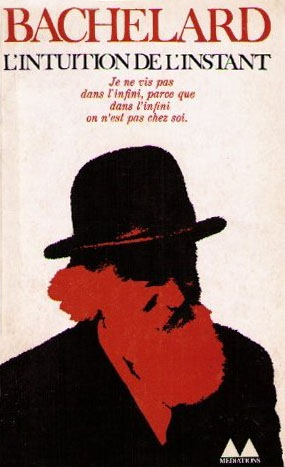 BACHELARD
L'INTUITION DE L'INSTANT
Je ne vis pas
dans l'infini, parce que
dans l'infini
on n'est pas chez soi.
MEDIATIONS